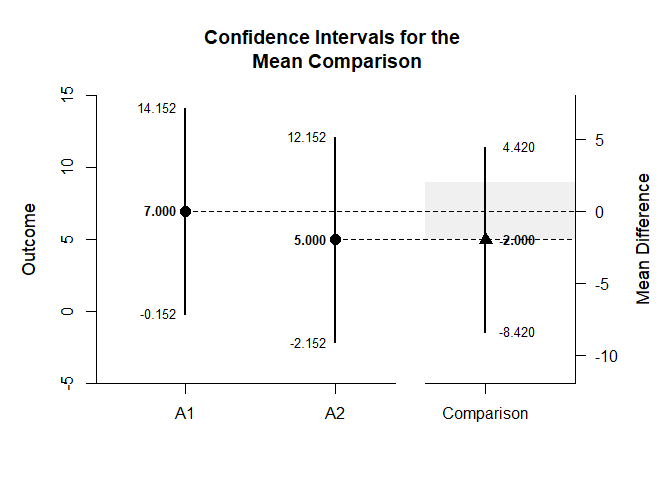 Confidence Intervals for the
Mean Comparison
15
10
5
0
-5
Outcome
14.152
7.000
-0.152
12.152
5.000
-2.152
4.420
-2.000
-8.420
5
0
-5
-10
Mean Difference
A1
A2
Comparison